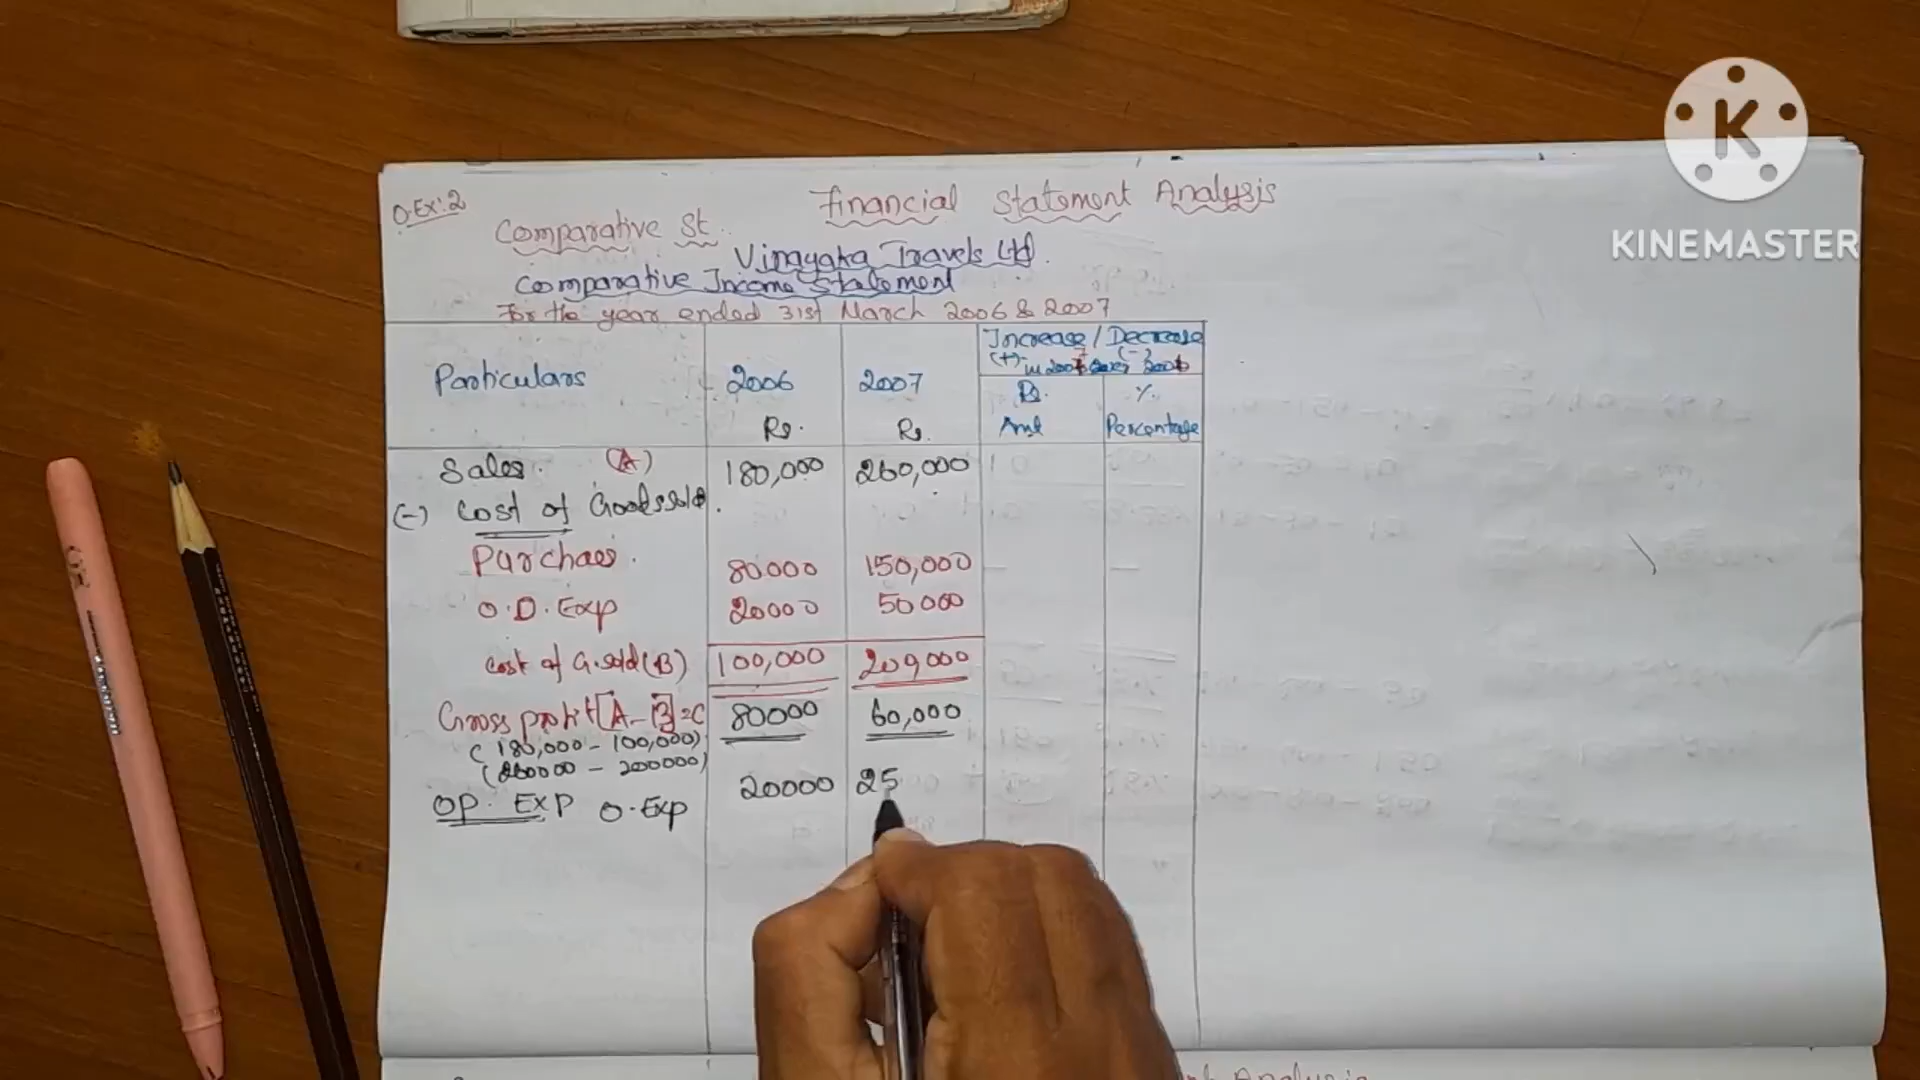 K
KINEMASTER
O.Ex:2
Financial Statement Analysis
Comparative St.
Vinayaka Travels Ltd.
Comparative Income Statement
For the year ended 31st March 2006 & 2007
Particulars 2006 Rs. 2007 Rs. Increase / Decrease
(+) (-)
Rs. Amt % Percentage
Sales. (A) 180,000 260,000
(-) Cost of Goods sold.
Purchaes. 80000 150,000
O.D. Exp 20000 50000
Cost of G.sold (B) 100,000 200,000
Gross profit [A-B]=C 80000 60,000
(180,000 - 100,000)
(260000 - 200000)
OP. EXP O.Exp 20000 25